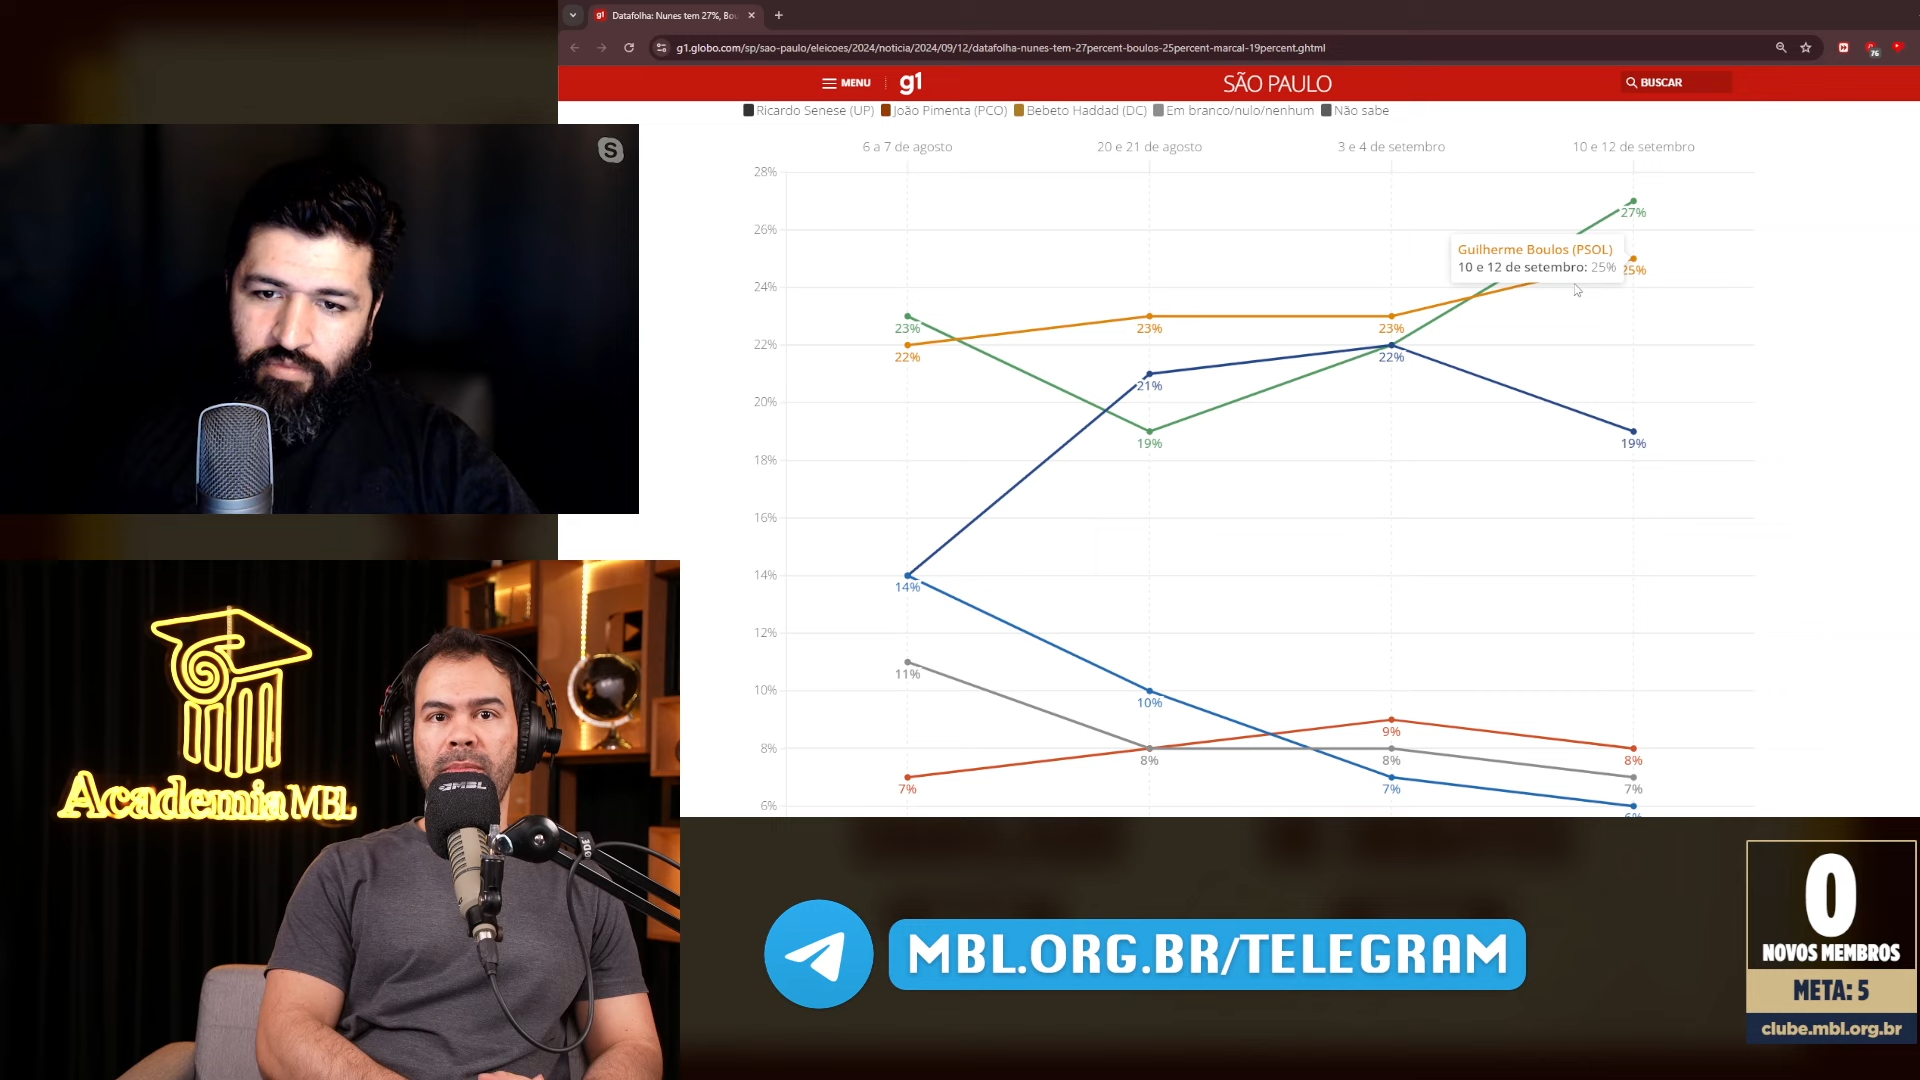 g1 Datafolha: Nunes tem 27%, Bou
g1.globo.com/sp/sao-paulo/eleicoes/2024/noticia/2024/09/12/datafolha-nunes-tem-27percent-boulos-25percent-marcal-19percent.ghtml
76
MENU
g1
SÃO PAULO
BUSCAR
Ricardo Senese (UP) João Pimenta (PCO) Bebeto Haddad (DC) Em branco/nulo/nenhum Não sabe
6 a 7 de agosto 20 e 21 de agosto 3 e 4 de setembro 10 e 12 de setembro
28%
27%
26%
Guilherme Boulos (PSOL)
10 e 12 de setembro: 25%
25%
24%
23% 23% 23%
22% 22% 22%
21%
20%
19% 19%
18%
16%
14% 14%
12%
11%
10% 10%
9%
8% 8% 8% 8%
7% 7% 7%
6% 6%
S
Academia MBL
MBL
RODE
MBL.ORG.BR/TELEGRAM
0
NOVOS MEMBROS
META: 5
clube.mbl.org.br